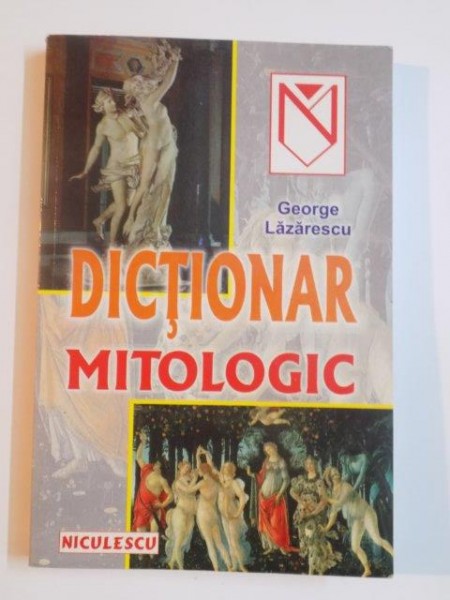 George
Lăzărescu
DICȚIONAR
MITOLOGIC
NICULESCU